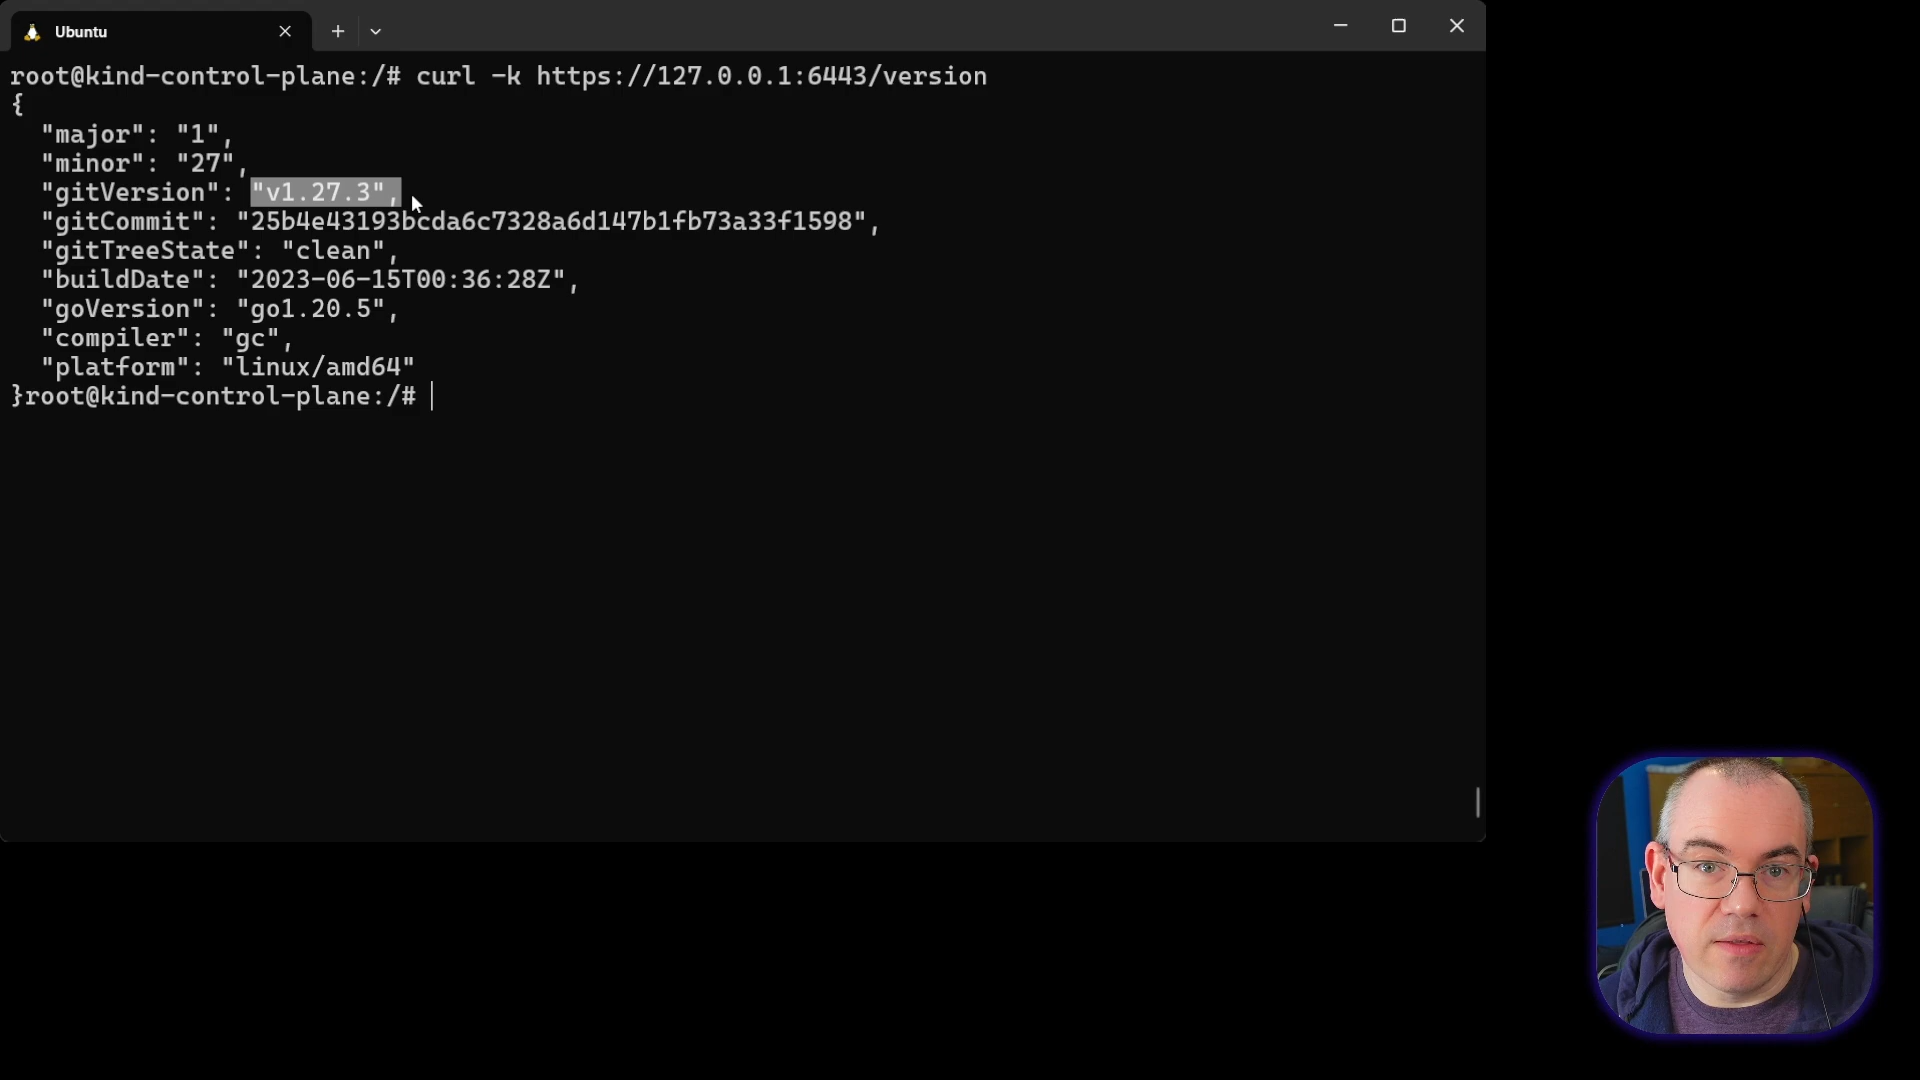 Ubuntu
root@kind-control-plane:/# curl -k https://127.0.0.1:6443/version
{
  "major": "1",
  "minor": "27",
  "gitVersion": "v1.27.3",
  "gitCommit": "25b4e43193bcda6c7328a6d147b1fb73a33f1598",
  "gitTreeState": "clean",
  "buildDate": "2023-06-15T00:36:28Z",
  "goVersion": "go1.20.5",
  "compiler": "gc",
  "platform": "linux/amd64"
}root@kind-control-plane:/#